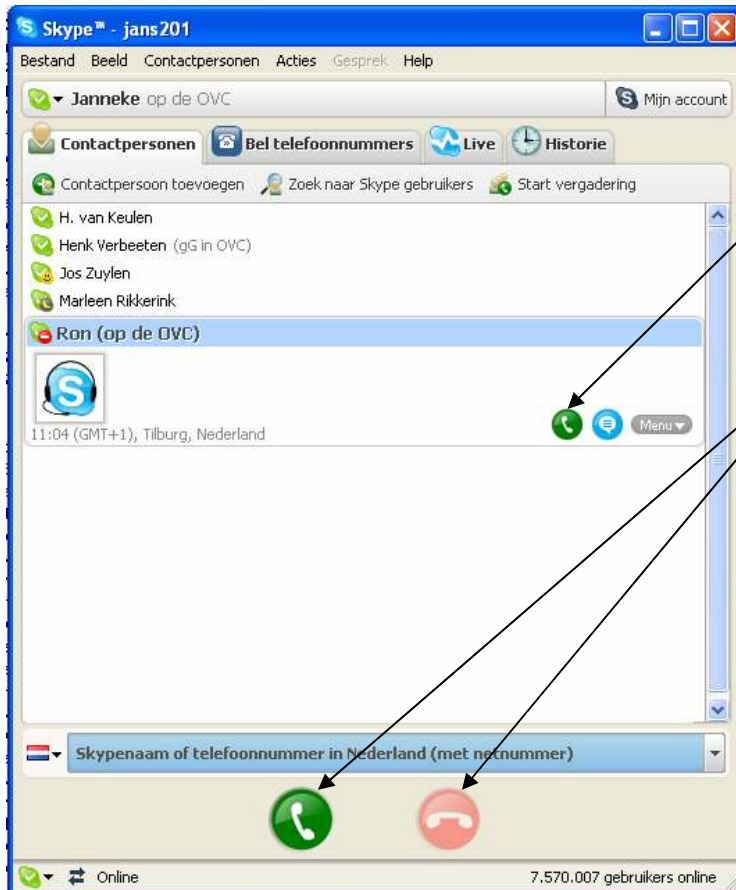 Skype™ - jans201
Bestand Beeld Contactpersonen Acties Gesprek Help
Janneke op de OVC Mijn account
Contactpersonen Bel telefoonnummers Live Historie
Contactpersoon toevoegen Zoek naar Skype gebruikers Start vergadering
H. van Keulen
Henk Verbeeten (gG in OVC)
Jos Zuylen
Marleen Rikkerink
Ron (op de OVC)
11:04 (GMT+1), Tilburg, Nederland Menu
Skypenaam of telefoonnummer in Nederland (met netnummer)
Online 7.570.007 gebruikers online